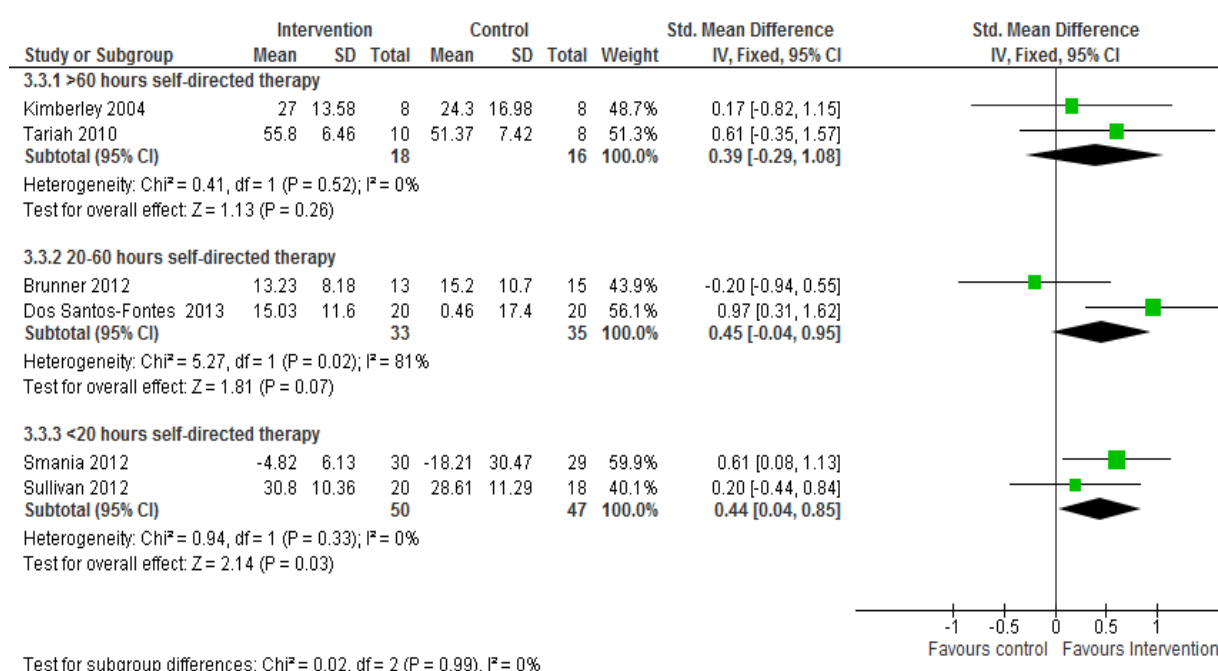 Intervention Control Std. Mean Difference Std. Mean Difference
Study or Subgroup Mean SD Total Mean SD Total Weight IV, Fixed, 95% CI IV, Fixed, 95% CI
3.3.1 >60 hours self-directed therapy
Kimberley 2004 27 13.58 8 24.3 16.98 8 48.7% 0.17 [-0.82, 1.15]
Tariah 2010 55.8 6.46 10 51.37 7.42 8 51.3% 0.61 [-0.35, 1.57]
Subtotal (95% CI) 18 16 100.0% 0.39 [-0.29, 1.08]
Heterogeneity: Chi² = 0.41, df = 1 (P = 0.52); I² = 0%
Test for overall effect: Z = 1.13 (P = 0.26)
3.3.2 20-60 hours self-directed therapy
Brunner 2012 13.23 8.18 13 15.2 10.7 15 43.9% -0.20 [-0.94, 0.55]
Dos Santos-Fontes 2013 15.03 11.6 20 0.46 17.4 20 56.1% 0.97 [0.31, 1.62]
Subtotal (95% CI) 33 35 100.0% 0.45 [-0.04, 0.95]
Heterogeneity: Chi² = 5.27, df = 1 (P = 0.02); I² = 81%
Test for overall effect: Z = 1.81 (P = 0.07)
3.3.3 <20 hours self-directed therapy
Smania 2012 -4.82 6.13 30 -18.21 30.47 29 59.9% 0.61 [0.08, 1.13]
Sullivan 2012 30.8 10.36 20 28.61 11.29 18 40.1% 0.20 [-0.44, 0.84]
Subtotal (95% CI) 50 47 100.0% 0.44 [0.04, 0.85]
Heterogeneity: Chi² = 0.94, df = 1 (P = 0.33); I² = 0%
Test for overall effect: Z = 2.14 (P = 0.03)
-1 -0.5 0 0.5 1
Favours control Favours Intervention
Test for subgroup differences: Chi² = 0.02, df = 2 (P = 0.99), I² = 0%